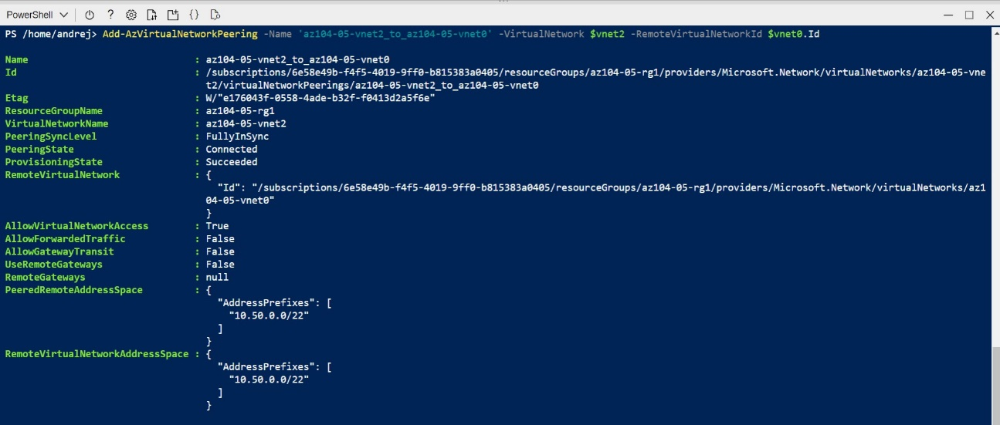 PowerShell
PS /home/andrej> Add-AzVirtualNetworkPeering -Name 'az104-05-vnet2_to_az104-05-vnet0' -VirtualNetwork $vnet2 -RemoteVirtualNetworkId $vnet0.Id
Name : az104-05-vnet2_to_az104-05-vnet0
Id : /subscriptions/6e58e49b-f4f5-4019-9ff0-b815383a0405/resourceGroups/az104-05-rg1/providers/Microsoft.Network/virtualNetworks/az104-05-vne
t2/virtualNetworkPeerings/az104-05-vnet2_to_az104-05-vnet0
Etag : W/"e176043f-0558-4ade-b32f-f0413d2a5f6e"
ResourceGroupName : az104-05-rg1
VirtualNetworkName : az104-05-vnet2
PeeringSyncLevel : FullyInSync
PeeringState : Connected
ProvisioningState : Succeeded
RemoteVirtualNetwork : {
"Id": "/subscriptions/6e58e49b-f4f5-4019-9ff0-b815383a0405/resourceGroups/az104-05-rg1/providers/Microsoft.Network/virtualNetworks/az1
04-05-vnet0"
}
AllowVirtualNetworkAccess : True
AllowForwardedTraffic : False
AllowGatewayTransit : False
UseRemoteGateways : False
RemoteGateways : null
PeeredRemoteAddressSpace : {
"AddressPrefixes": [
"10.50.0.0/22"
]
}
RemoteVirtualNetworkAddressSpace : {
"AddressPrefixes": [
"10.50.0.0/22"
]
}